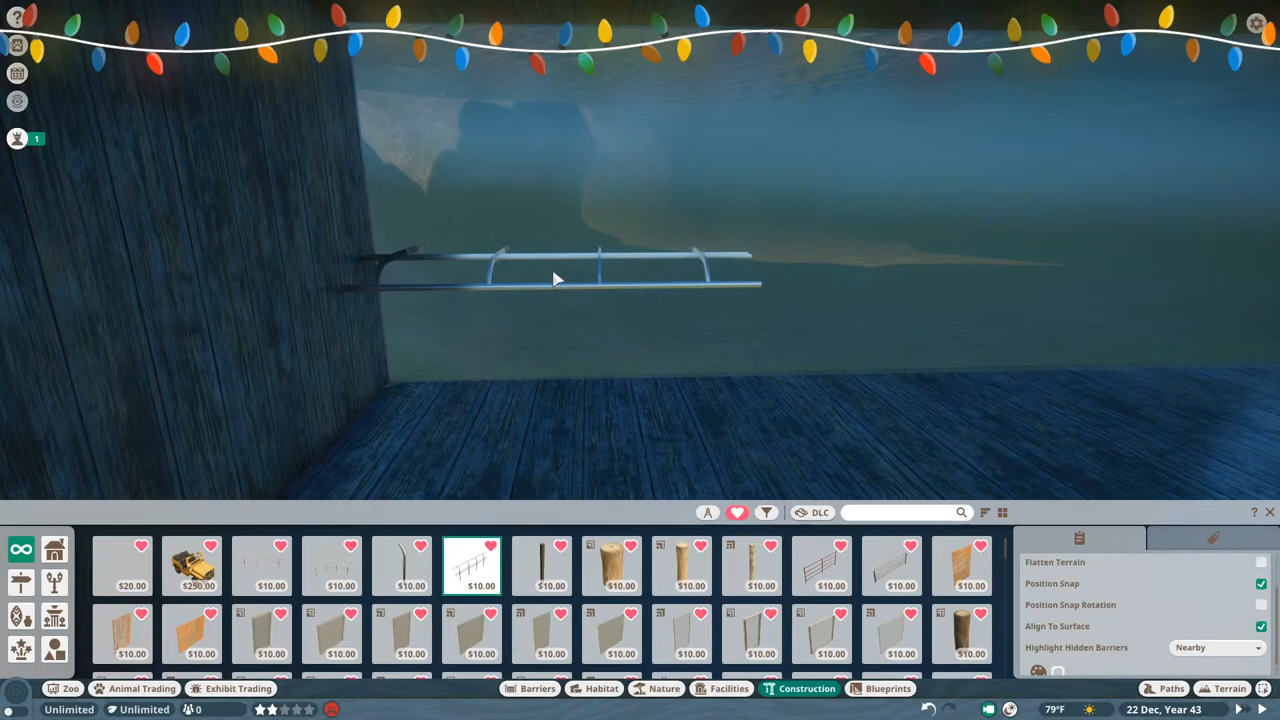 ?
1
DLC
? ×
$20.00 $250.00 $10.00 $10.00 $10.00 $10.00 $10.00 $10.00 $10.00 $10.00 $10.00 $10.00 $10.00
$10.00 $10.00 $10.00 $10.00 $10.00 $10.00 $10.00 $10.00 $10.00 $10.00 $10.00 $10.00 $10.00
Flatten Terrain
Position Snap
Position Snap Rotation
Align To Surface
Highlight Hidden Barriers Nearby
Zoo Animal Trading Exhibit Trading Barriers Habitat Nature Facilities Construction Blueprints Paths Terrain
Unlimited Unlimited 0 79°F 22 Dec, Year 43